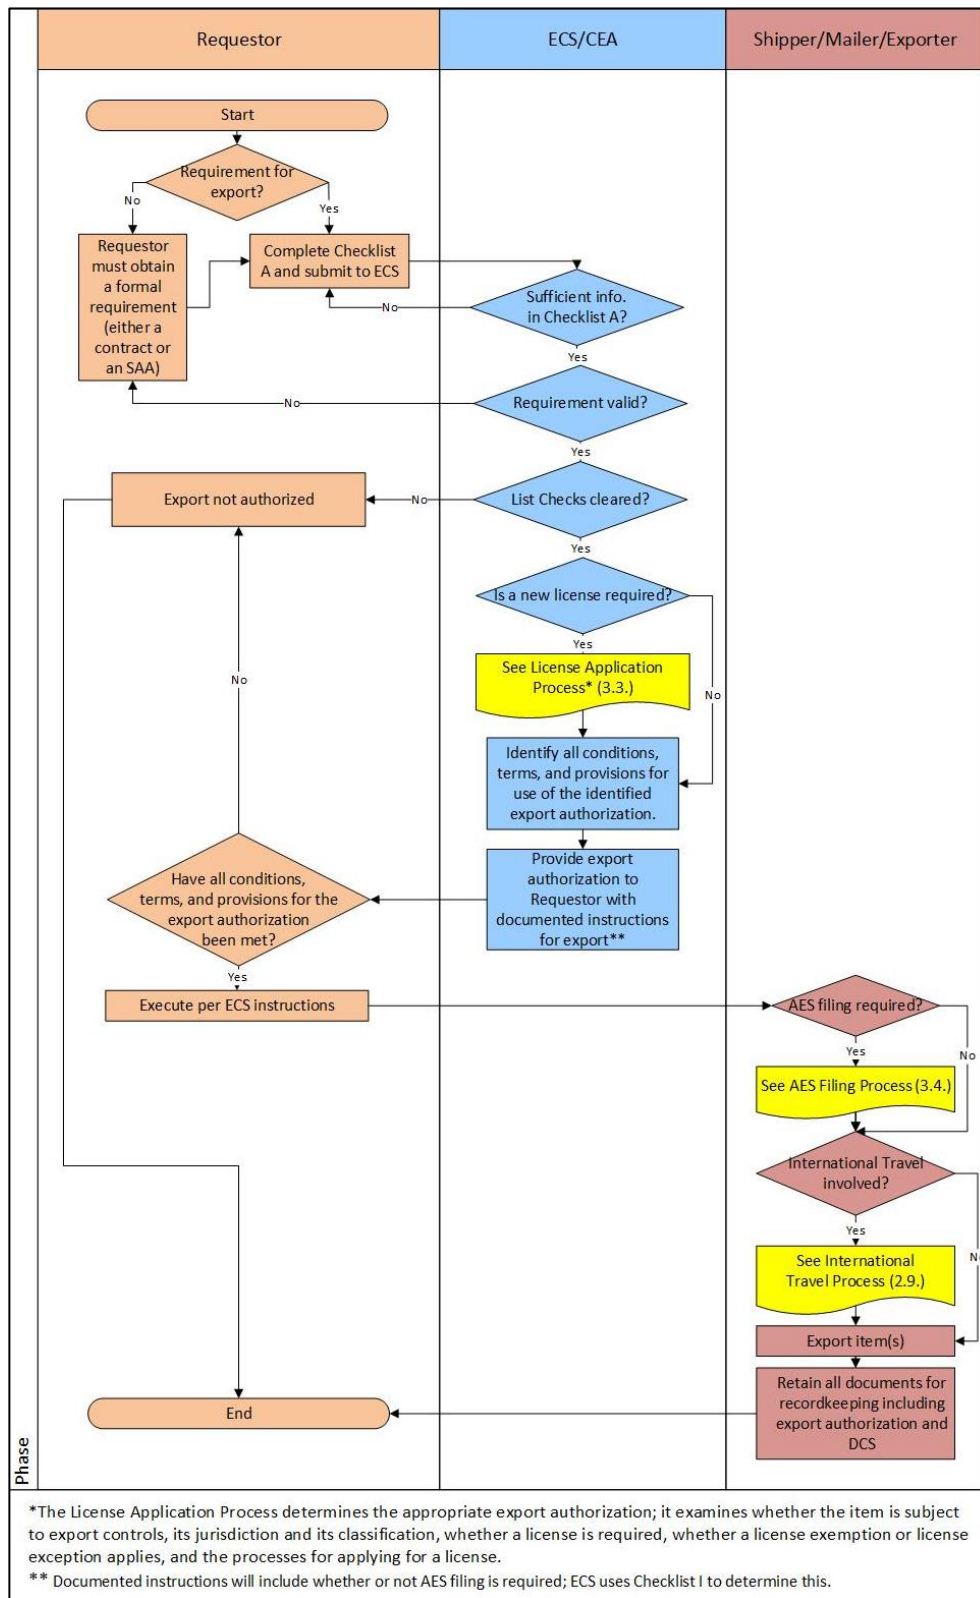 Requestor
ECS/CEA
Shipper/Mailer/Exporter
Start
Requirement for
export?
No
Yes
Requestor
must obtain
a formal
requirement
(either a
contract or
an SAA)
Complete Checklist
A and submit to ECS
Sufficient info.
in Checklist A?
No
Yes
Requirement valid?
No
Yes
List Checks cleared?
No
Export not authorized
Yes
Is a new license required?
Yes
No
See License Application
Process* (3.3.)
Identify all conditions,
terms, and provisions for
use of the identified
export authorization.
Provide export
authorization to
Requestor with
documented instructions
for export**
Have all conditions,
terms, and provisions for the
export authorization
been met?
No
Yes
Execute per ECS instructions
AES filing required?
Yes
No
See AES Filing Process (3.4.)
International Travel
involved?
Yes
No
See International
Travel Process (2.9.)
Export item(s)
Retain all documents for
recordkeeping including
export authorization and
DCS
End
Phase
*The License Application Process determines the appropriate export authorization; it examines whether the item is subject
to export controls, its jurisdiction and its classification, whether a license is required, whether a license exemption or license
exception applies, and the processes for applying for a license.
** Documented instructions will include whether or not AES filing is required; ECS uses Checklist I to determine this.